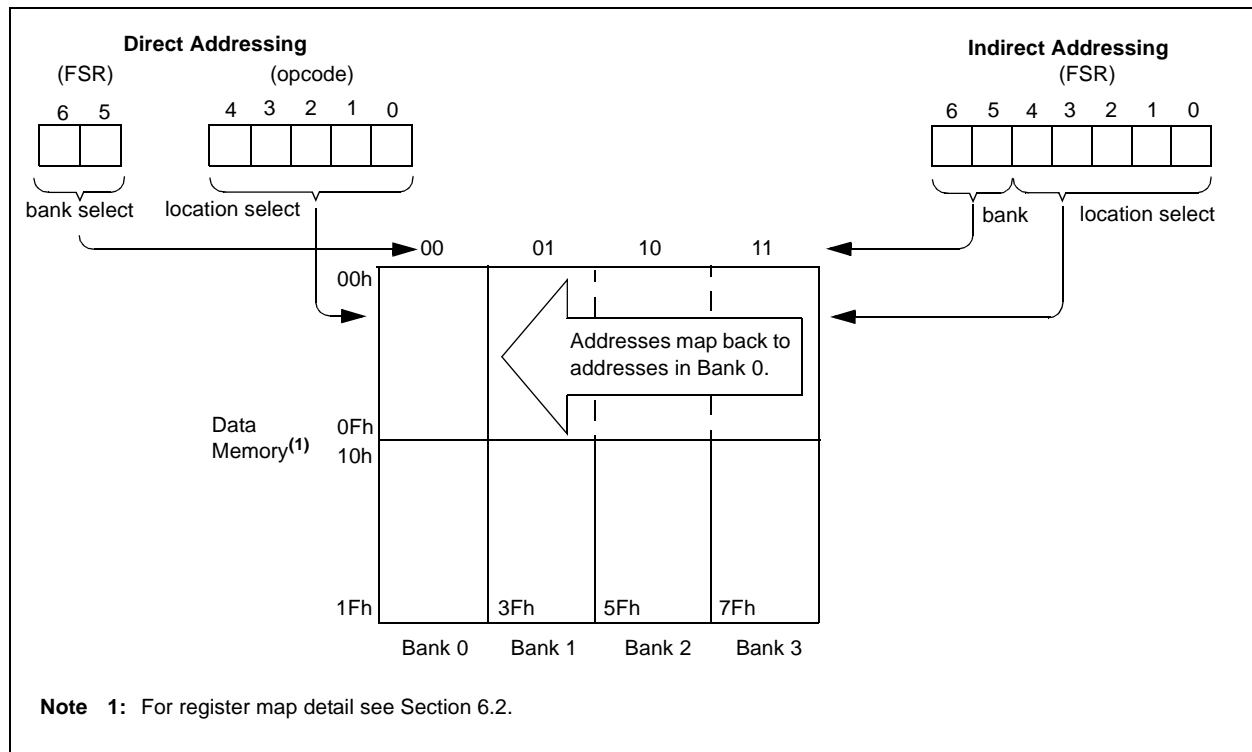 Direct Addressing
(FSR) (opcode)
6 5 4 3 2 1 0
bank select location select
Indirect Addressing
(FSR)
6 5 4 3 2 1 0
bank location select
00 01 10 11
00h
Addresses map back to
addresses in Bank 0.
Data
Memory(1)
0Fh
10h
1Fh 3Fh 5Fh 7Fh
Bank 0 Bank 1 Bank 2 Bank 3
Note 1: For register map detail see Section 6.2.